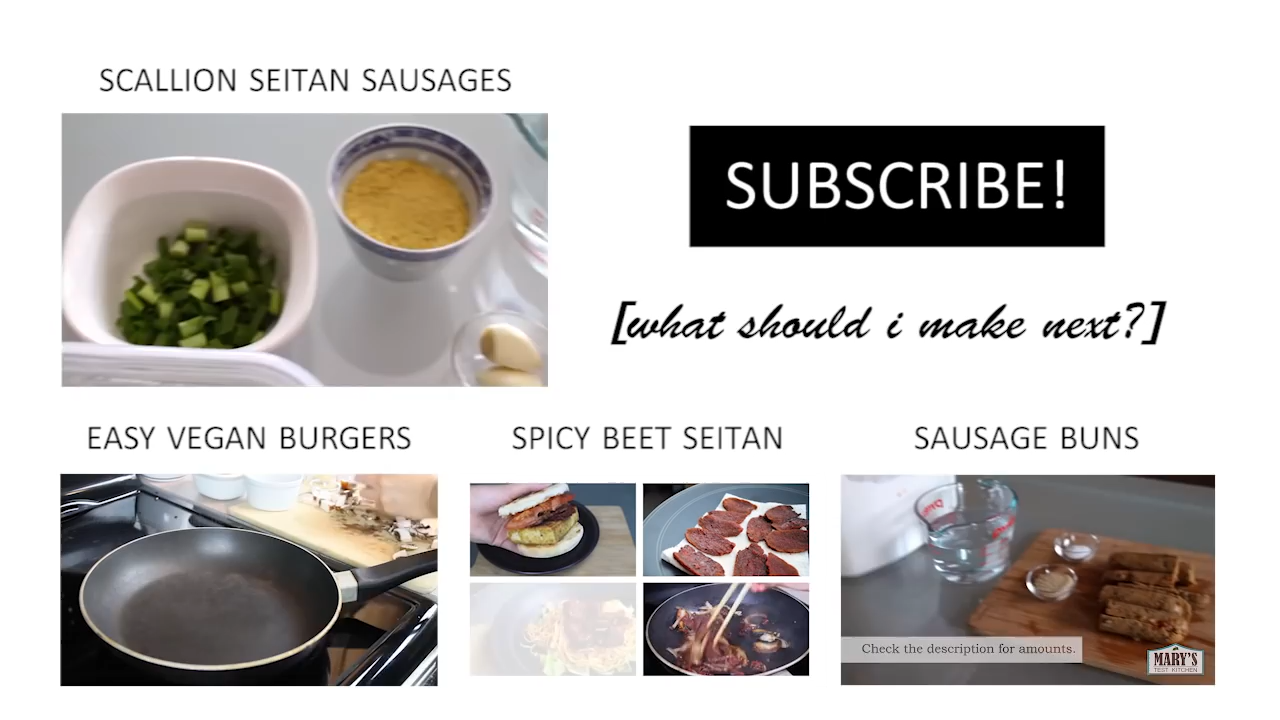 SCALLION SEITAN SAUSAGES
SUBSCRIBE!
[what should i make next?]
EASY VEGAN BURGERS
SPICY BEET SEITAN
SAUSAGE BUNS
Check the description for amounts.
MARY'S
TEST KITCHEN